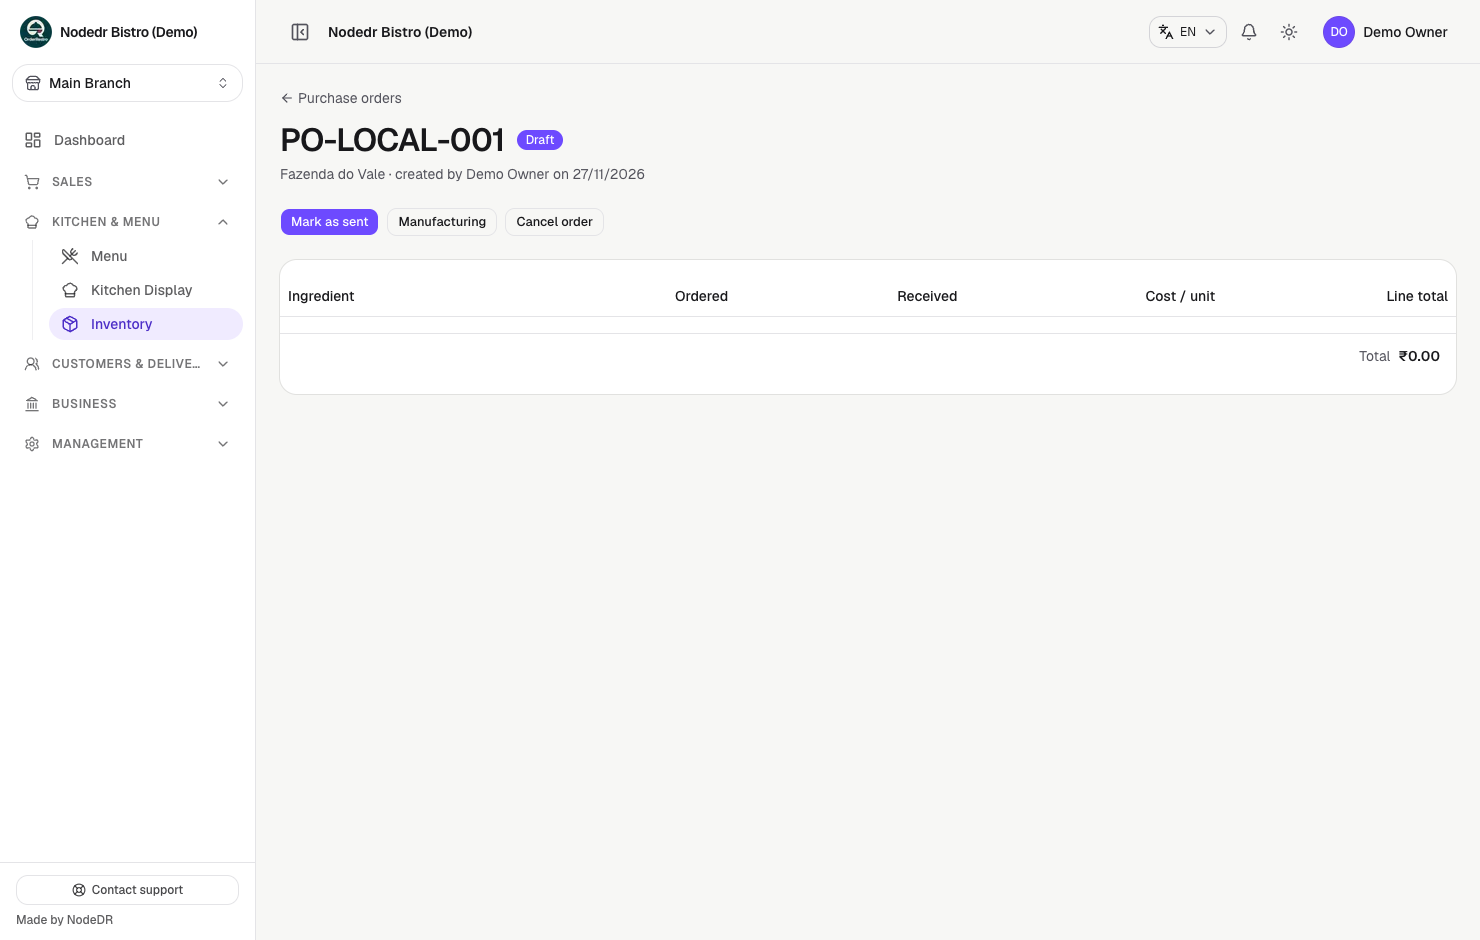 Nodedr Bistro (Demo)
Main Branch
Dashboard
SALES
KITCHEN & MENU
Menu
Kitchen Display
Inventory
CUSTOMERS & DELIVE...
BUSINESS
MANAGEMENT
Contact support
Made by NodeDR
Nodedr Bistro (Demo)
EN
DO
Demo Owner
← Purchase orders
PO-LOCAL-001 Draft
Fazenda do Vale · created by Demo Owner on 27/11/2026
Mark as sent Manufacturing Cancel order
Ingredient Ordered Received Cost / unit Line total
Total ₹0.00